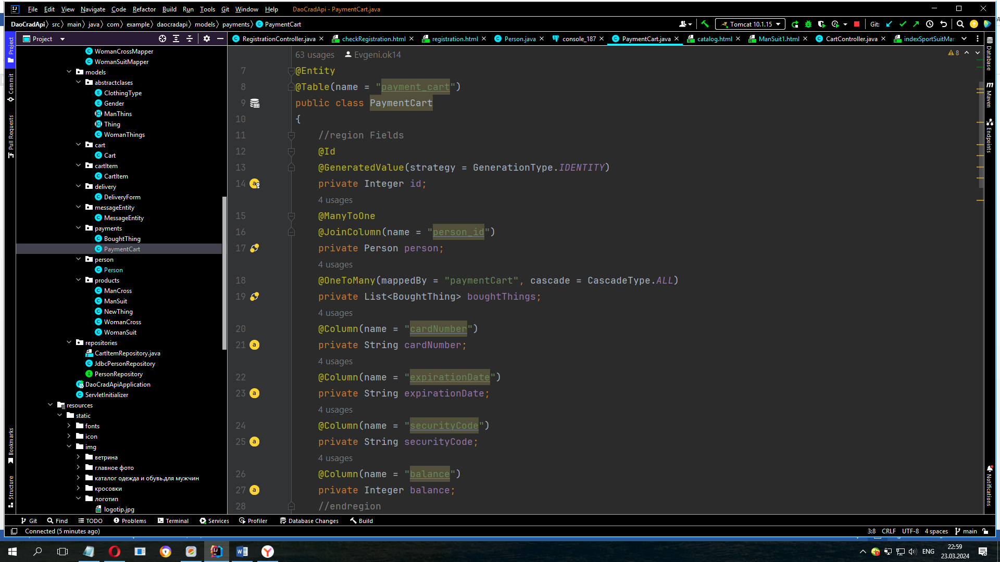 File Edit View Navigate Code Refactor Build Run Tools Git Window Help DaoCradApi - PaymentCart.java
DaoCradApi src main java com example daocradapi models payments PaymentCart
Tomcat 10.1.15 Git:
Project
RegistrationController.java checkRegistration.html registration.html Person.java console_187 PaymentCart.java catalog.html ManSuit1.html CartController.java indexSportSuitMar
Project
Commit
Pull Requests
Bookmarks
Structure
WomanCrossMapper
WomanSuitMapper
models
abstractclases
ClothingType
Gender
ManThins
Thing
WomanThings
cart
Cart
cartItem
CartItem
delivery
DeliveryForm
messageEntity
MessageEntity
payments
BoughtThing
PaymentCart
person
Person
products
ManCross
ManSuit
NewThing
WomanCross
WomanSuit
repositories
CartItemRepository.java
JdbcPersonRepository
PersonRepository
DaoCradApiApplication
ServletInitializer
resources
static
fonts
icon
img
ветрина
главное фото
каталог одежда и обувь.для мужчин
кросовки
логотип
logotip.jpg
63 usages Evgeni.ok14
8
7 @Entity
8 @Table(name = "payment_cart")
9 public class PaymentCart
10 {
11 //region Fields
12 @Id
13 @GeneratedValue(strategy = GenerationType.IDENTITY)
14 private Integer id;
4 usages
15 @ManyToOne
16 @JoinColumn(name = "person_id")
17 private Person person;
4 usages
18 @OneToMany(mappedBy = "paymentCart", cascade = CascadeType.ALL)
19 private List<BoughtThing> boughtThings;
4 usages
20 @Column(name = "cardNumber")
21 private String cardNumber;
4 usages
22 @Column(name = "expirationDate")
23 private String expirationDate;
4 usages
24 @Column(name = "securityCode")
25 private String securityCode;
4 usages
26 @Column(name = "balance")
27 private Integer balance;
28 //endregion
Database
Maven
Endpoints
Notifications
Git Find TODO Problems Terminal Services Profiler Database Changes Build
Connected (5 minutes ago)
3:8 CRLF UTF-8 4 spaces main
ENG
22:59
23.03.2024